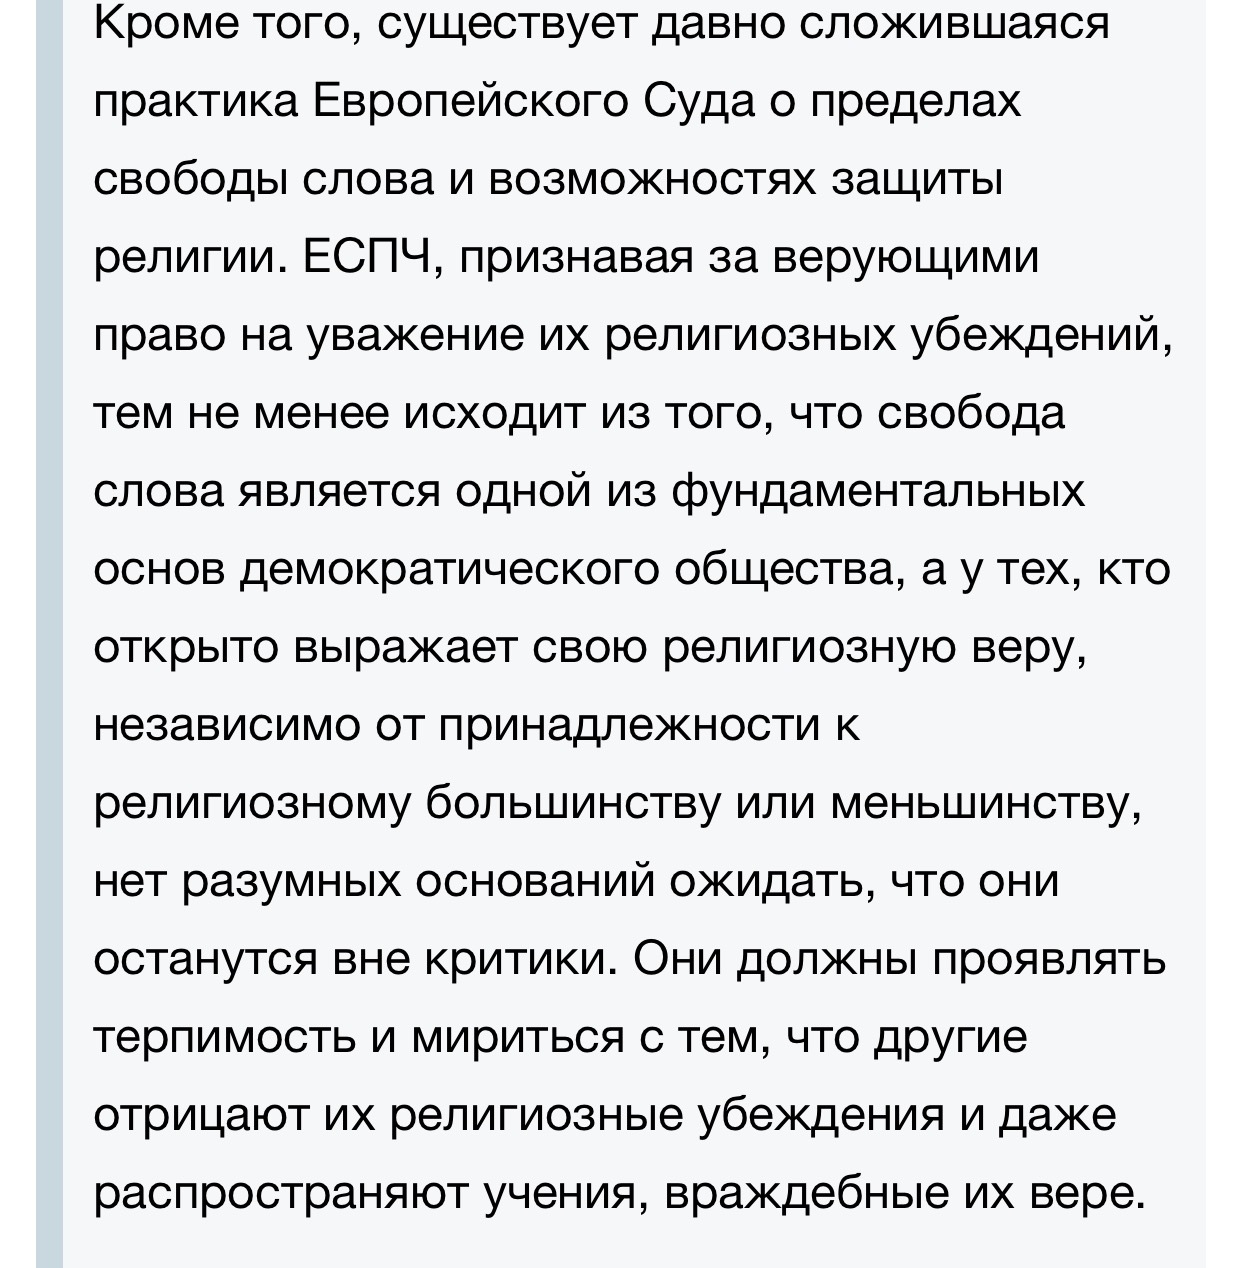 Кроме того, существует давно сложившаяся
практика Европейского Суда о пределах
свободы слова и возможностях защиты
религии. ЕСПЧ, признавая за верующими
право на уважение их религиозных убеждений,
тем не менее исходит из того, что свобода
слова является одной из фундаментальных
основ демократического общества, а у тех, кто
открыто выражает свою религиозную веру,
независимо от принадлежности к
религиозному большинству или меньшинству,
нет разумных оснований ожидать, что они
останутся вне критики. Они должны проявлять
терпимость и мириться с тем, что другие
отрицают их религиозные убеждения и даже
распространяют учения, враждебные их вере.